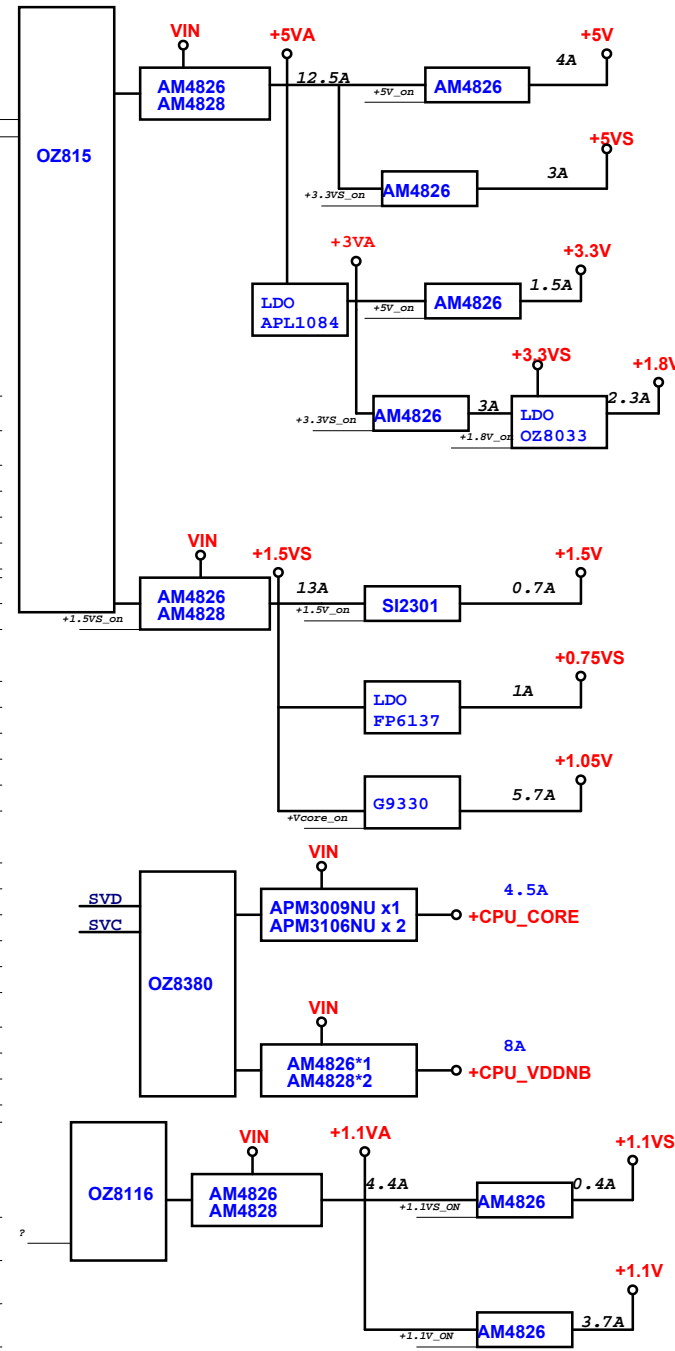 VIN
+5VA
+5V
12.5A
4A
AM4826
AM4828
+5V_on
AM4826
OZ815
+5VS
3A
+3.3VS_on
AM4826
+3VA
+3.3V
1.5A
LDO
APL1084
+5V_on
AM4826
+3.3VS
+1.8V
2.3A
3A
+3.3VS_on
AM4826
LDO
OZ8033
+1.8V_on
VIN
+1.5VS
+1.5V
13A
0.7A
AM4826
AM4828
+1.5VS_on
+1.5V_on
SI2301
+0.75VS
1A
LDO
FP6137
+1.05V
5.7A
G9330
+Vcore_on
VIN
4.5A
SVD
SVC
APM3009NU x1
APM3106NU x 2
+CPU_CORE
OZ8380
VIN
8A
AM4826*1
AM4828*2
+CPU_VDDNB
VIN
+1.1VA
+1.1VS
4.4A
0.4A
OZ8116
AM4826
AM4828
+1.1VS_ON
AM4826
?
+1.1V
3.7A
+1.1V_ON
AM4826